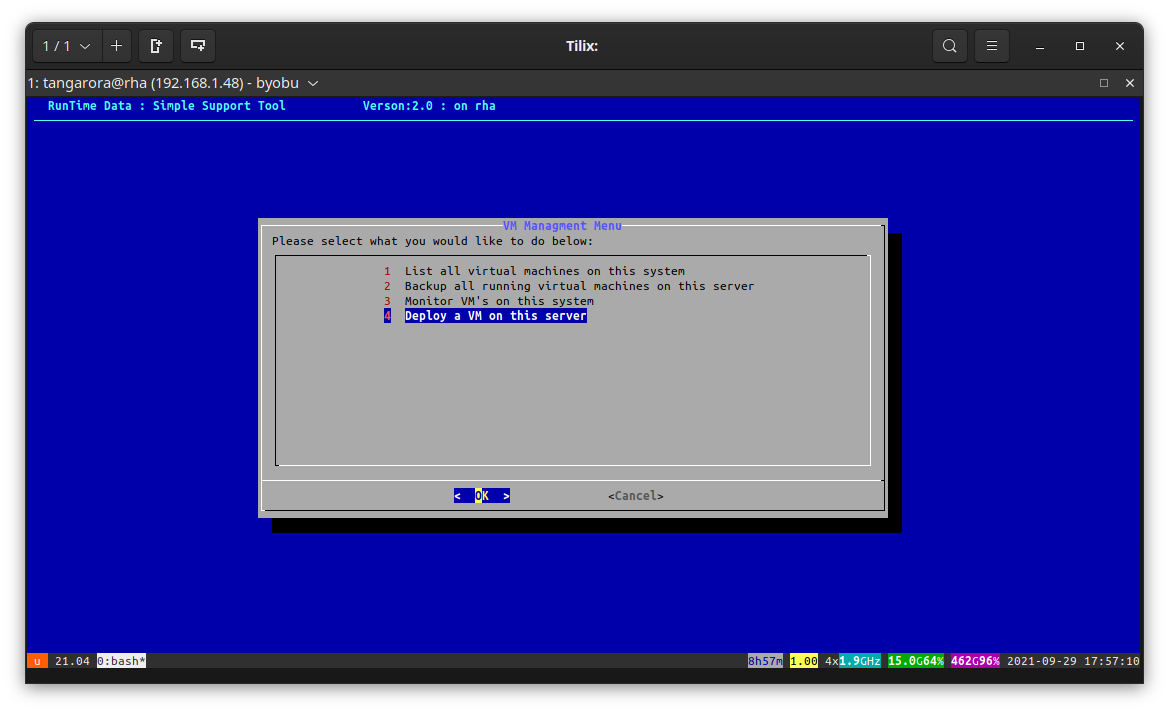 1 / 1
Tilix:
1: tangarora@rha (192.168.1.48) - byobu
RunTime Data : Simple Support Tool Verson:2.0 : on rha
VM Managment Menu
Please select what you would like to do below:
1 List all virtual machines on this system
2 Backup all running virtual machines on this server
3 Monitor VM's on this system
4 Deploy a VM on this server
< OK > <Cancel>
u 21.04 0:bash* 8h57m 1.00 4x1.9GHz 15.0G64% 462G96% 2021-09-29 17:57:10